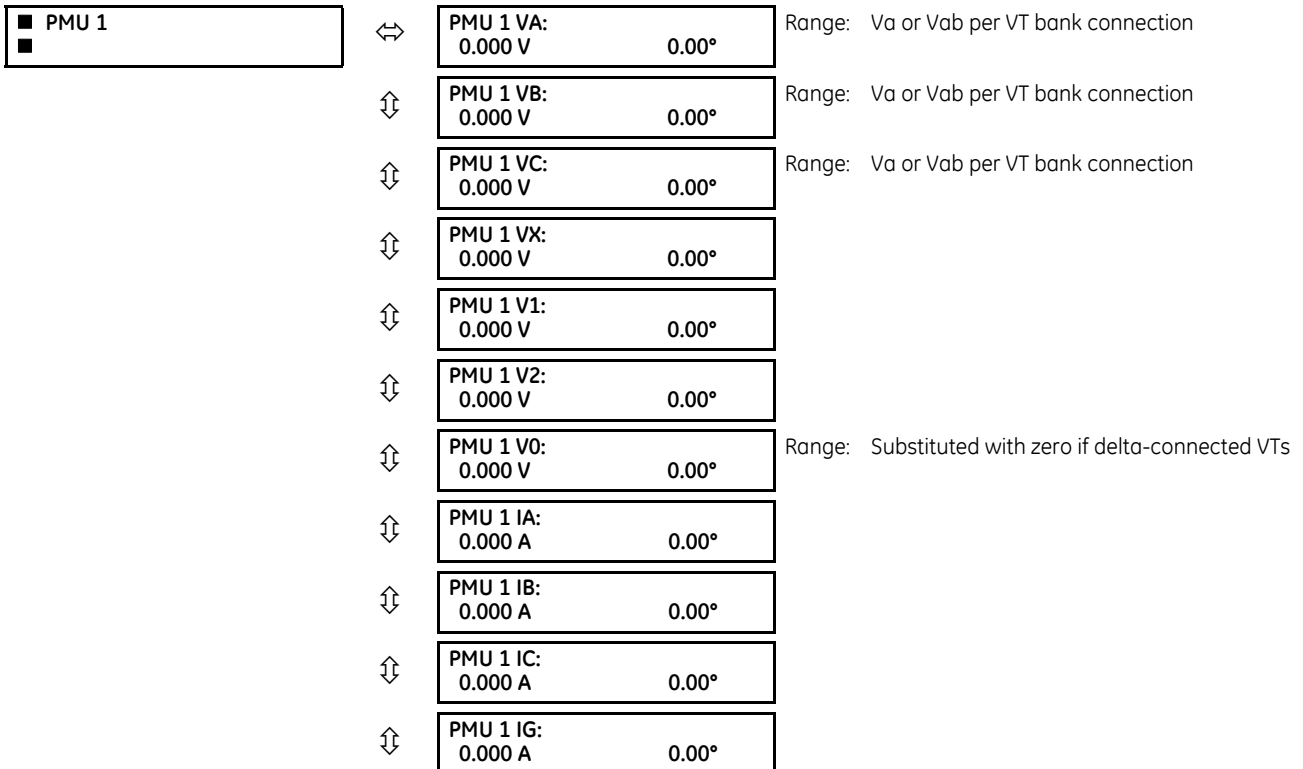 ■ PMU 1
■
PMU 1 VA:
0.000 V 0.00°
Range: Va or Vab per VT bank connection
PMU 1 VB:
0.000 V 0.00°
Range: Va or Vab per VT bank connection
PMU 1 VC:
0.000 V 0.00°
Range: Va or Vab per VT bank connection
PMU 1 VX:
0.000 V 0.00°
PMU 1 V1:
0.000 V 0.00°
PMU 1 V2:
0.000 V 0.00°
PMU 1 V0:
0.000 V 0.00°
Range: Substituted with zero if delta-connected VTs
PMU 1 IA:
0.000 A 0.00°
PMU 1 IB:
0.000 A 0.00°
PMU 1 IC:
0.000 A 0.00°
PMU 1 IG:
0.000 A 0.00°